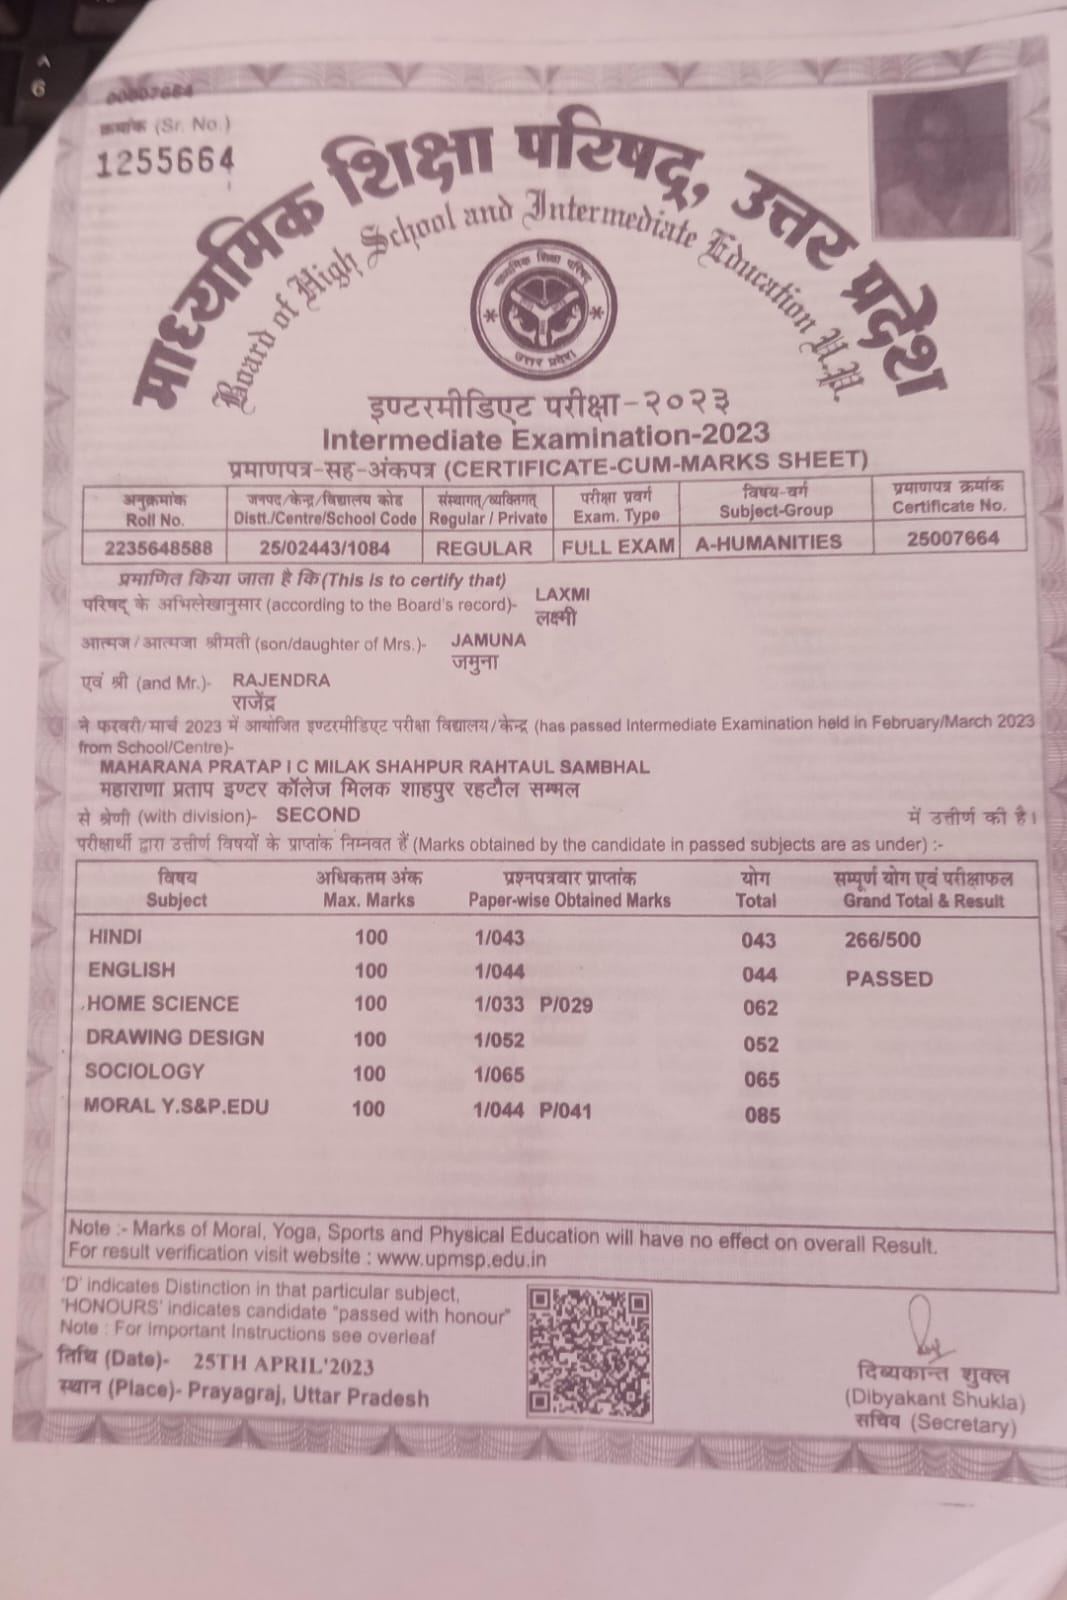 ^
6
00007664
क्रमांक (Sr. No.)
1255664
माध्यमिक शिक्षा परिषद्, उत्तर प्रदेश
Board of High School and Intermediate Education U.P.
माध्यमिक शिक्षा परिषद्
उत्तर प्रदेश
इण्टरमीडिएट परीक्षा-२०२३
Intermediate Examination-2023
प्रमाणपत्र-सह-अंकपत्र (CERTIFICATE-CUM-MARKS SHEET)
अनुक्रमांक जनपद/केन्द्र/विद्यालय कोड संस्थागत/व्यक्तिगत् परीक्षा प्रवर्ग विषय-वर्ग प्रमाणपत्र क्रमांक
Roll No. Distt./Centre/School Code Regular / Private Exam. Type Subject-Group Certificate No.
2235648588 25/02443/1084 REGULAR FULL EXAM A-HUMANITIES 25007664
प्रमाणित किया जाता है कि (This is to certify that)
परिषद् के अभिलेखानुसार (according to the Board's record)- LAXMI
लक्ष्मी
आत्मज/आत्मजा श्रीमती (son/daughter of Mrs.)- JAMUNA
जमुना
एवं श्री (and Mr.)- RAJENDRA
राजेंद्र
ने फरवरी/मार्च 2023 में आयोजित इण्टरमीडिएट परीक्षा विद्यालय/केन्द्र (has passed Intermediate Examination held in February/March 2023
from School/Centre)-
MAHARANA PRATAP I C MILAK SHAHPUR RAHTAUL SAMBHAL
महाराणा प्रताप इण्टर कॉलेज मिलक शाहपुर रहटौल सम्भल
से श्रेणी (with division)- SECOND में उत्तीर्ण की है।
परीक्षार्थी द्वारा उत्तीर्ण विषयों के प्राप्तांक निम्नवत हैं (Marks obtained by the candidate in passed subjects are as under) :-
विषय अधिकतम अंक प्रश्नपत्रवार प्राप्तांक योग सम्पूर्ण योग एवं परीक्षाफल
Subject Max. Marks Paper-wise Obtained Marks Total Grand Total & Result
HINDI 100 1/043 043 266/500
ENGLISH 100 1/044 044 PASSED
HOME SCIENCE 100 1/033 P/029 062
DRAWING DESIGN 100 1/052 052
SOCIOLOGY 100 1/065 065
MORAL Y.S&P.EDU 100 1/044 P/041 085
Note :- Marks of Moral, Yoga, Sports and Physical Education will have no effect on overall Result.
For result verification visit website : www.upmsp.edu.in
'D' indicates Distinction in that particular subject,
'HONOURS' indicates candidate "passed with honour"
Note : For Important Instructions see overleaf
तिथि (Date)- 25TH APRIL'2023
स्थान (Place)- Prayagraj, Uttar Pradesh
दिब्यकान्त शुक्ल
(Dibyakant Shukla)
सचिव (Secretary)